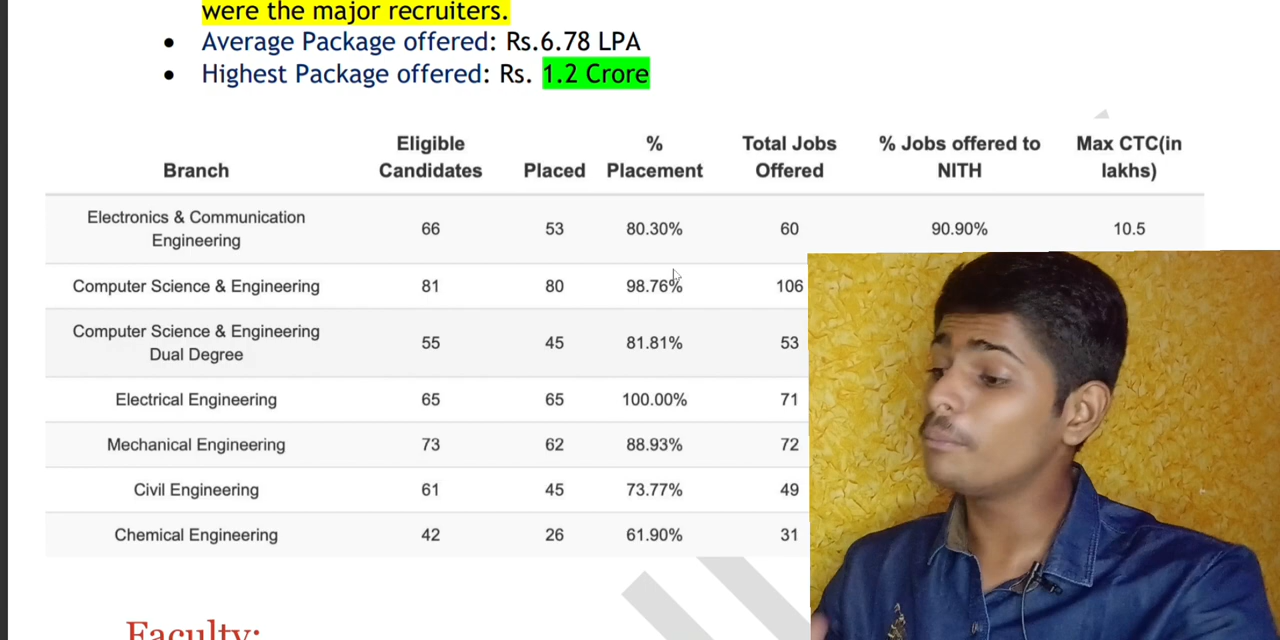 were the major recruiters.
• Average Package offered: Rs.6.78 LPA
• Highest Package offered: Rs. 1.2 Crore
Branch Eligible Candidates Placed % Placement Total Jobs Offered % Jobs offered to NITH Max CTC(in lakhs)
Electronics & Communication Engineering 66 53 80.30% 60 90.90% 10.5
Computer Science & Engineering 81 80 98.76% 106
Computer Science & Engineering Dual Degree 55 45 81.81% 53
Electrical Engineering 65 65 100.00% 71
Mechanical Engineering 73 62 88.93% 72
Civil Engineering 61 45 73.77% 49
Chemical Engineering 42 26 61.90% 31
Faculty: